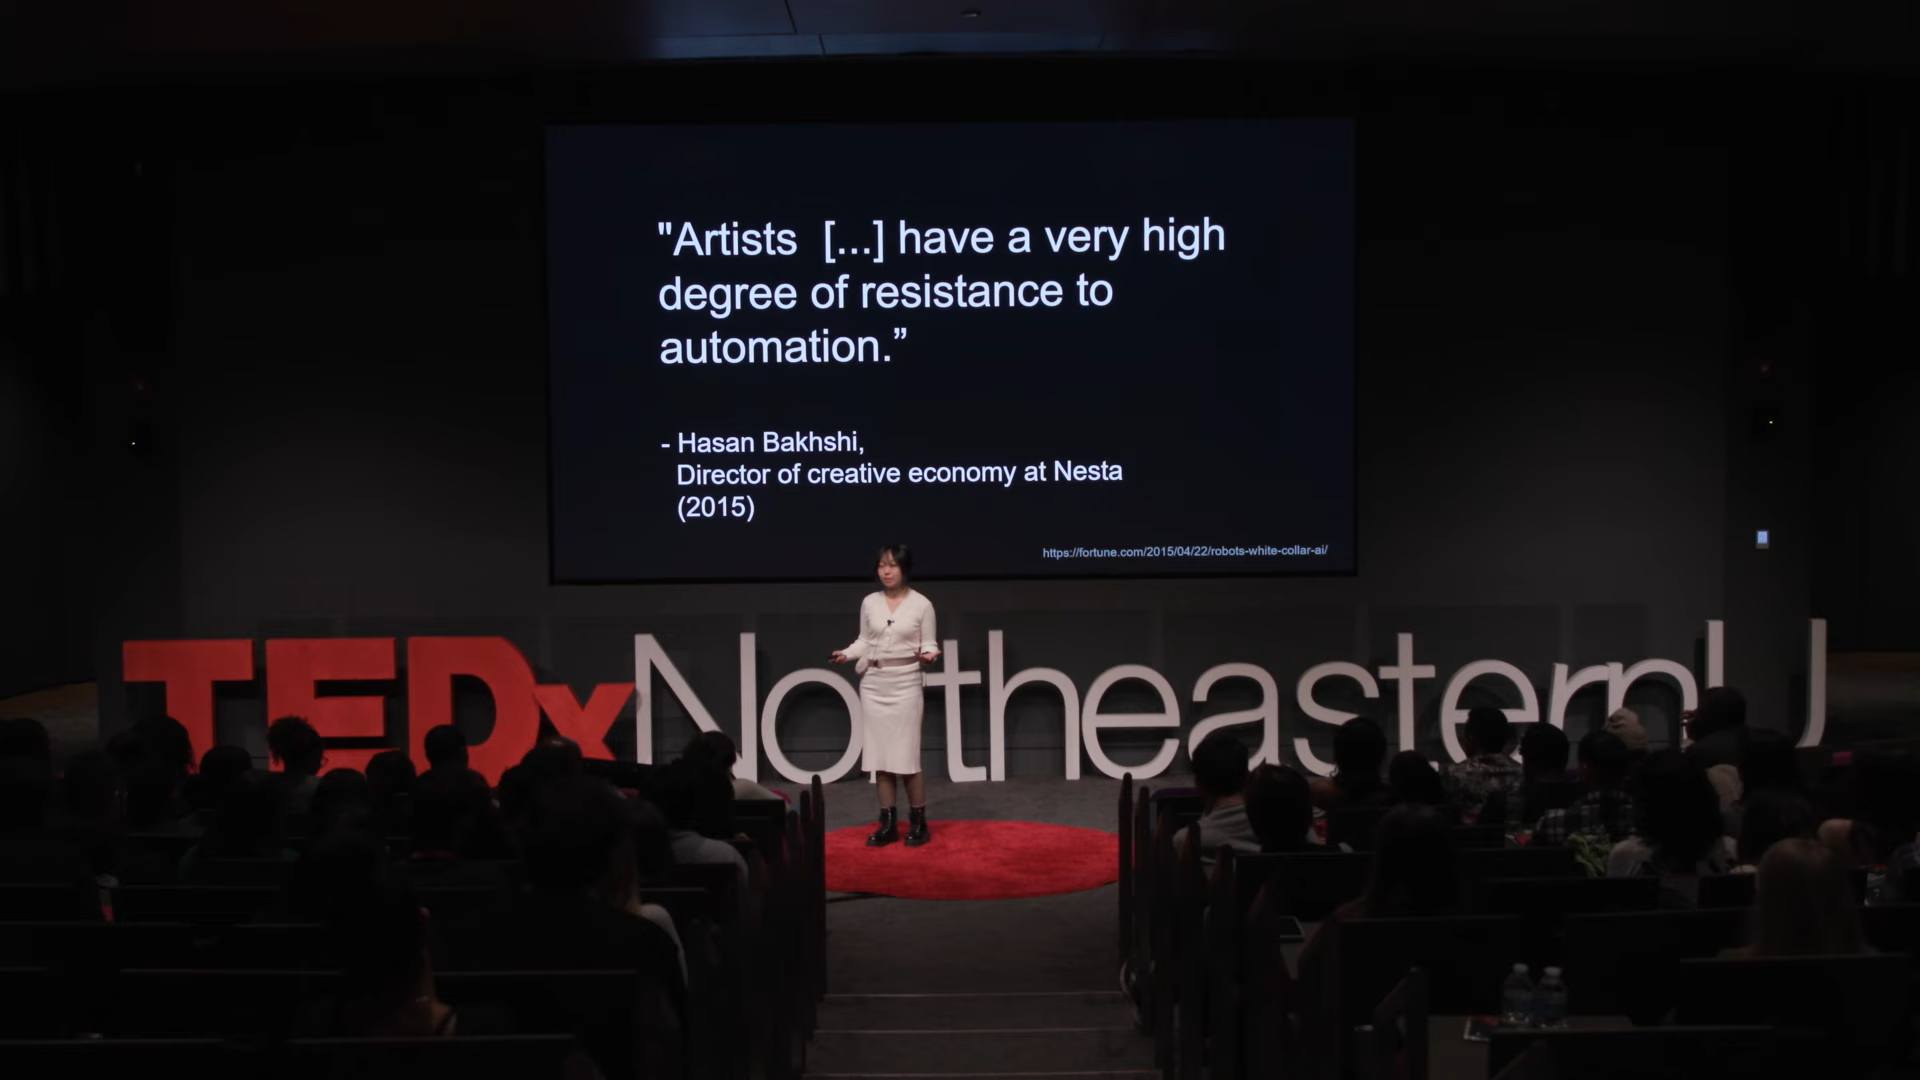 "Artists  [...] have a very high
degree of resistance to
automation.”
- Hasan Bakhshi,
Director of creative economy at Nesta
(2015)
https://fortune.com/2015/04/22/robots-white-collar-ai/
TEDxNortheasternU